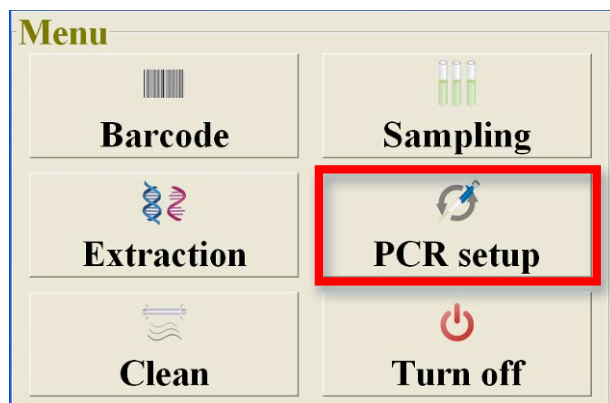 Menu
Barcode
Sampling
Extraction
PCR setup
Clean
Turn off